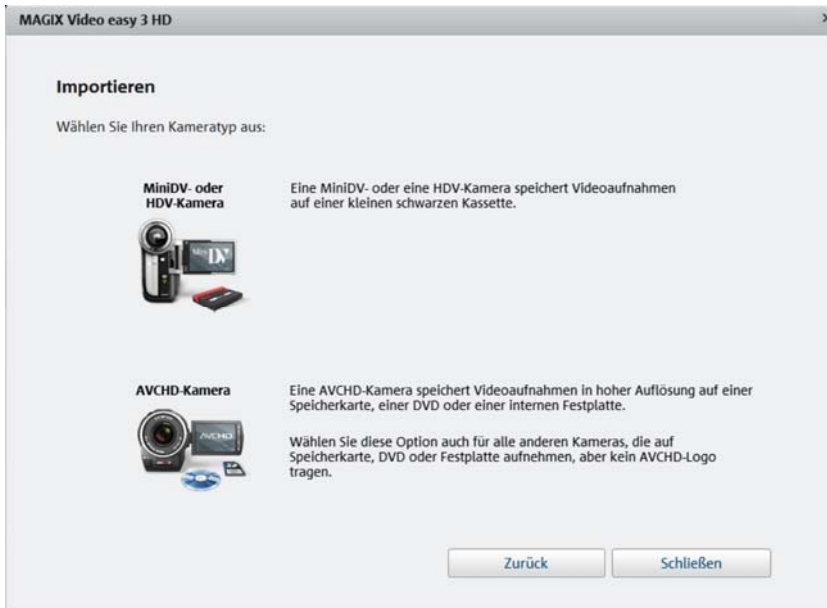 MAGIX Video easy 3 HD
Importieren
Wählen Sie Ihren Kameratyp aus:
MiniDV- oder
HDV-Kamera
Eine MiniDV- oder eine HDV-Kamera speichert Videoaufnahmen
auf einer kleinen schwarzen Kassette.
Mini DV
AVCHD-Kamera
Eine AVCHD-Kamera speichert Videoaufnahmen in hoher Auflösung auf einer
Speicherkarte, einer DVD oder einer internen Festplatte.
AVCHD
Wählen Sie diese Option auch für alle anderen Kameras, die auf
Speicherkarte, DVD oder Festplatte aufnehmen, aber kein AVCHD-Logo
tragen.
Zurück
Schließen